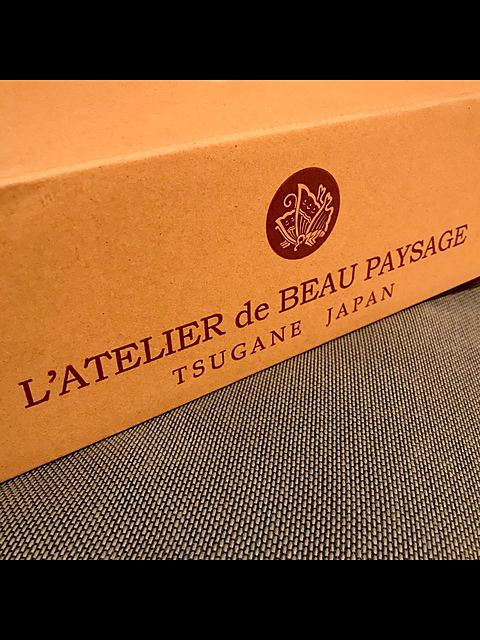 L'ATELIER de BEAU PAYSAGE
TSUGANE JAPAN